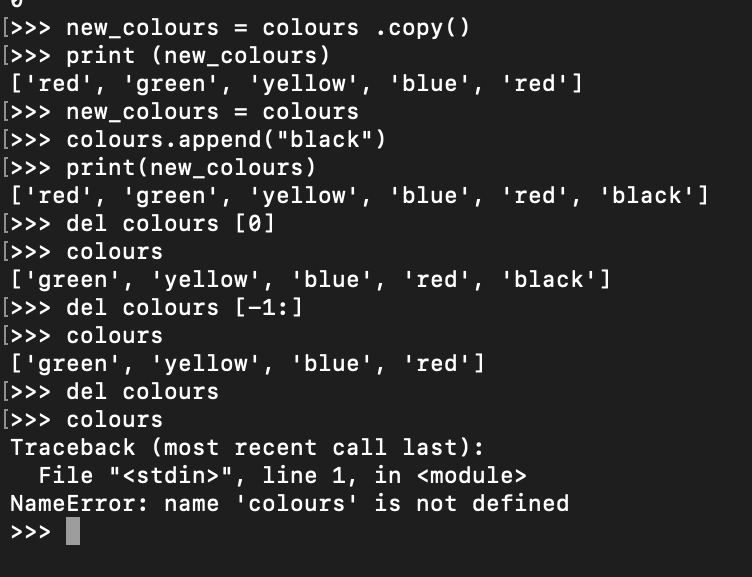 [>>> new_colours = colours .copy()
[>>> print (new_colours)
['red', 'green', 'yellow', 'blue', 'red']
[>>> new_colours = colours
[>>> colours.append("black")
[>>> print(new_colours)
['red', 'green', 'yellow', 'blue', 'red', 'black']
[>>> del colours [0]
[>>> colours
['green', 'yellow', 'blue', 'red', 'black']
[>>> del colours [-1:]
[>>> colours
['green', 'yellow', 'blue', 'red']
[>>> del colours
[>>> colours
Traceback (most recent call last):
  File "<stdin>", line 1, in <module>
NameError: name 'colours' is not defined
>>>